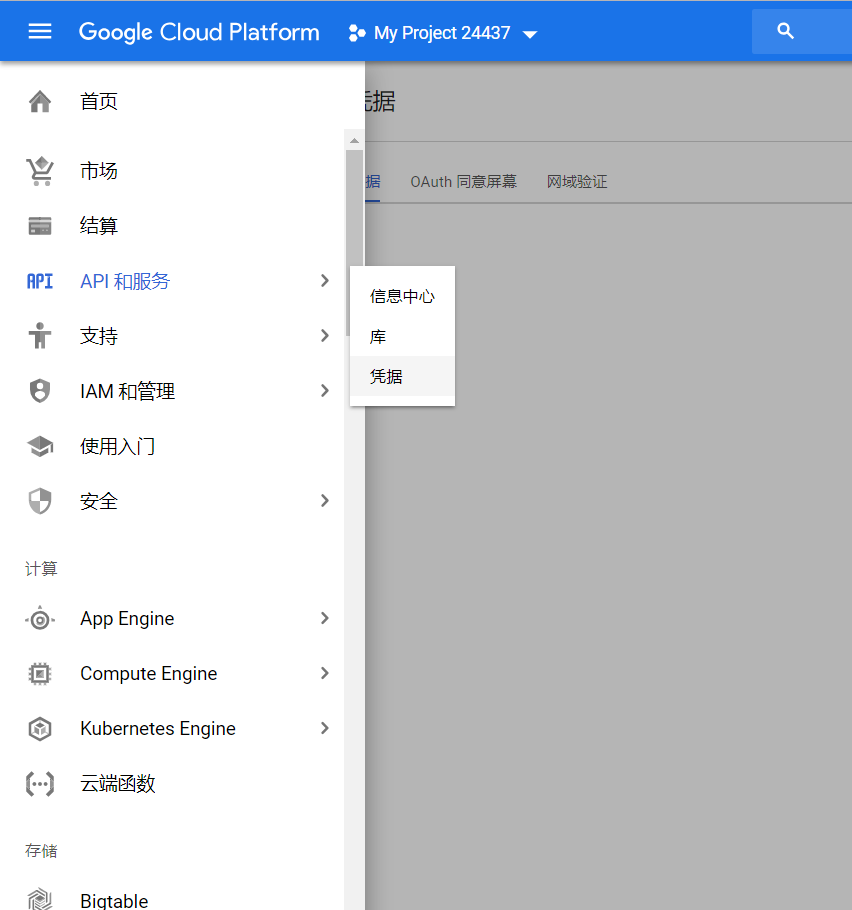 Google Cloud Platform
My Project 24437
首页
市场
结算
API API 和服务
支持
IAM 和管理
使用入门
安全
计算
App Engine
Compute Engine
Kubernetes Engine
云端函数
存储
Bigtable
信息中心
库
凭据
凭据
据 OAuth 同意屏幕 网域验证